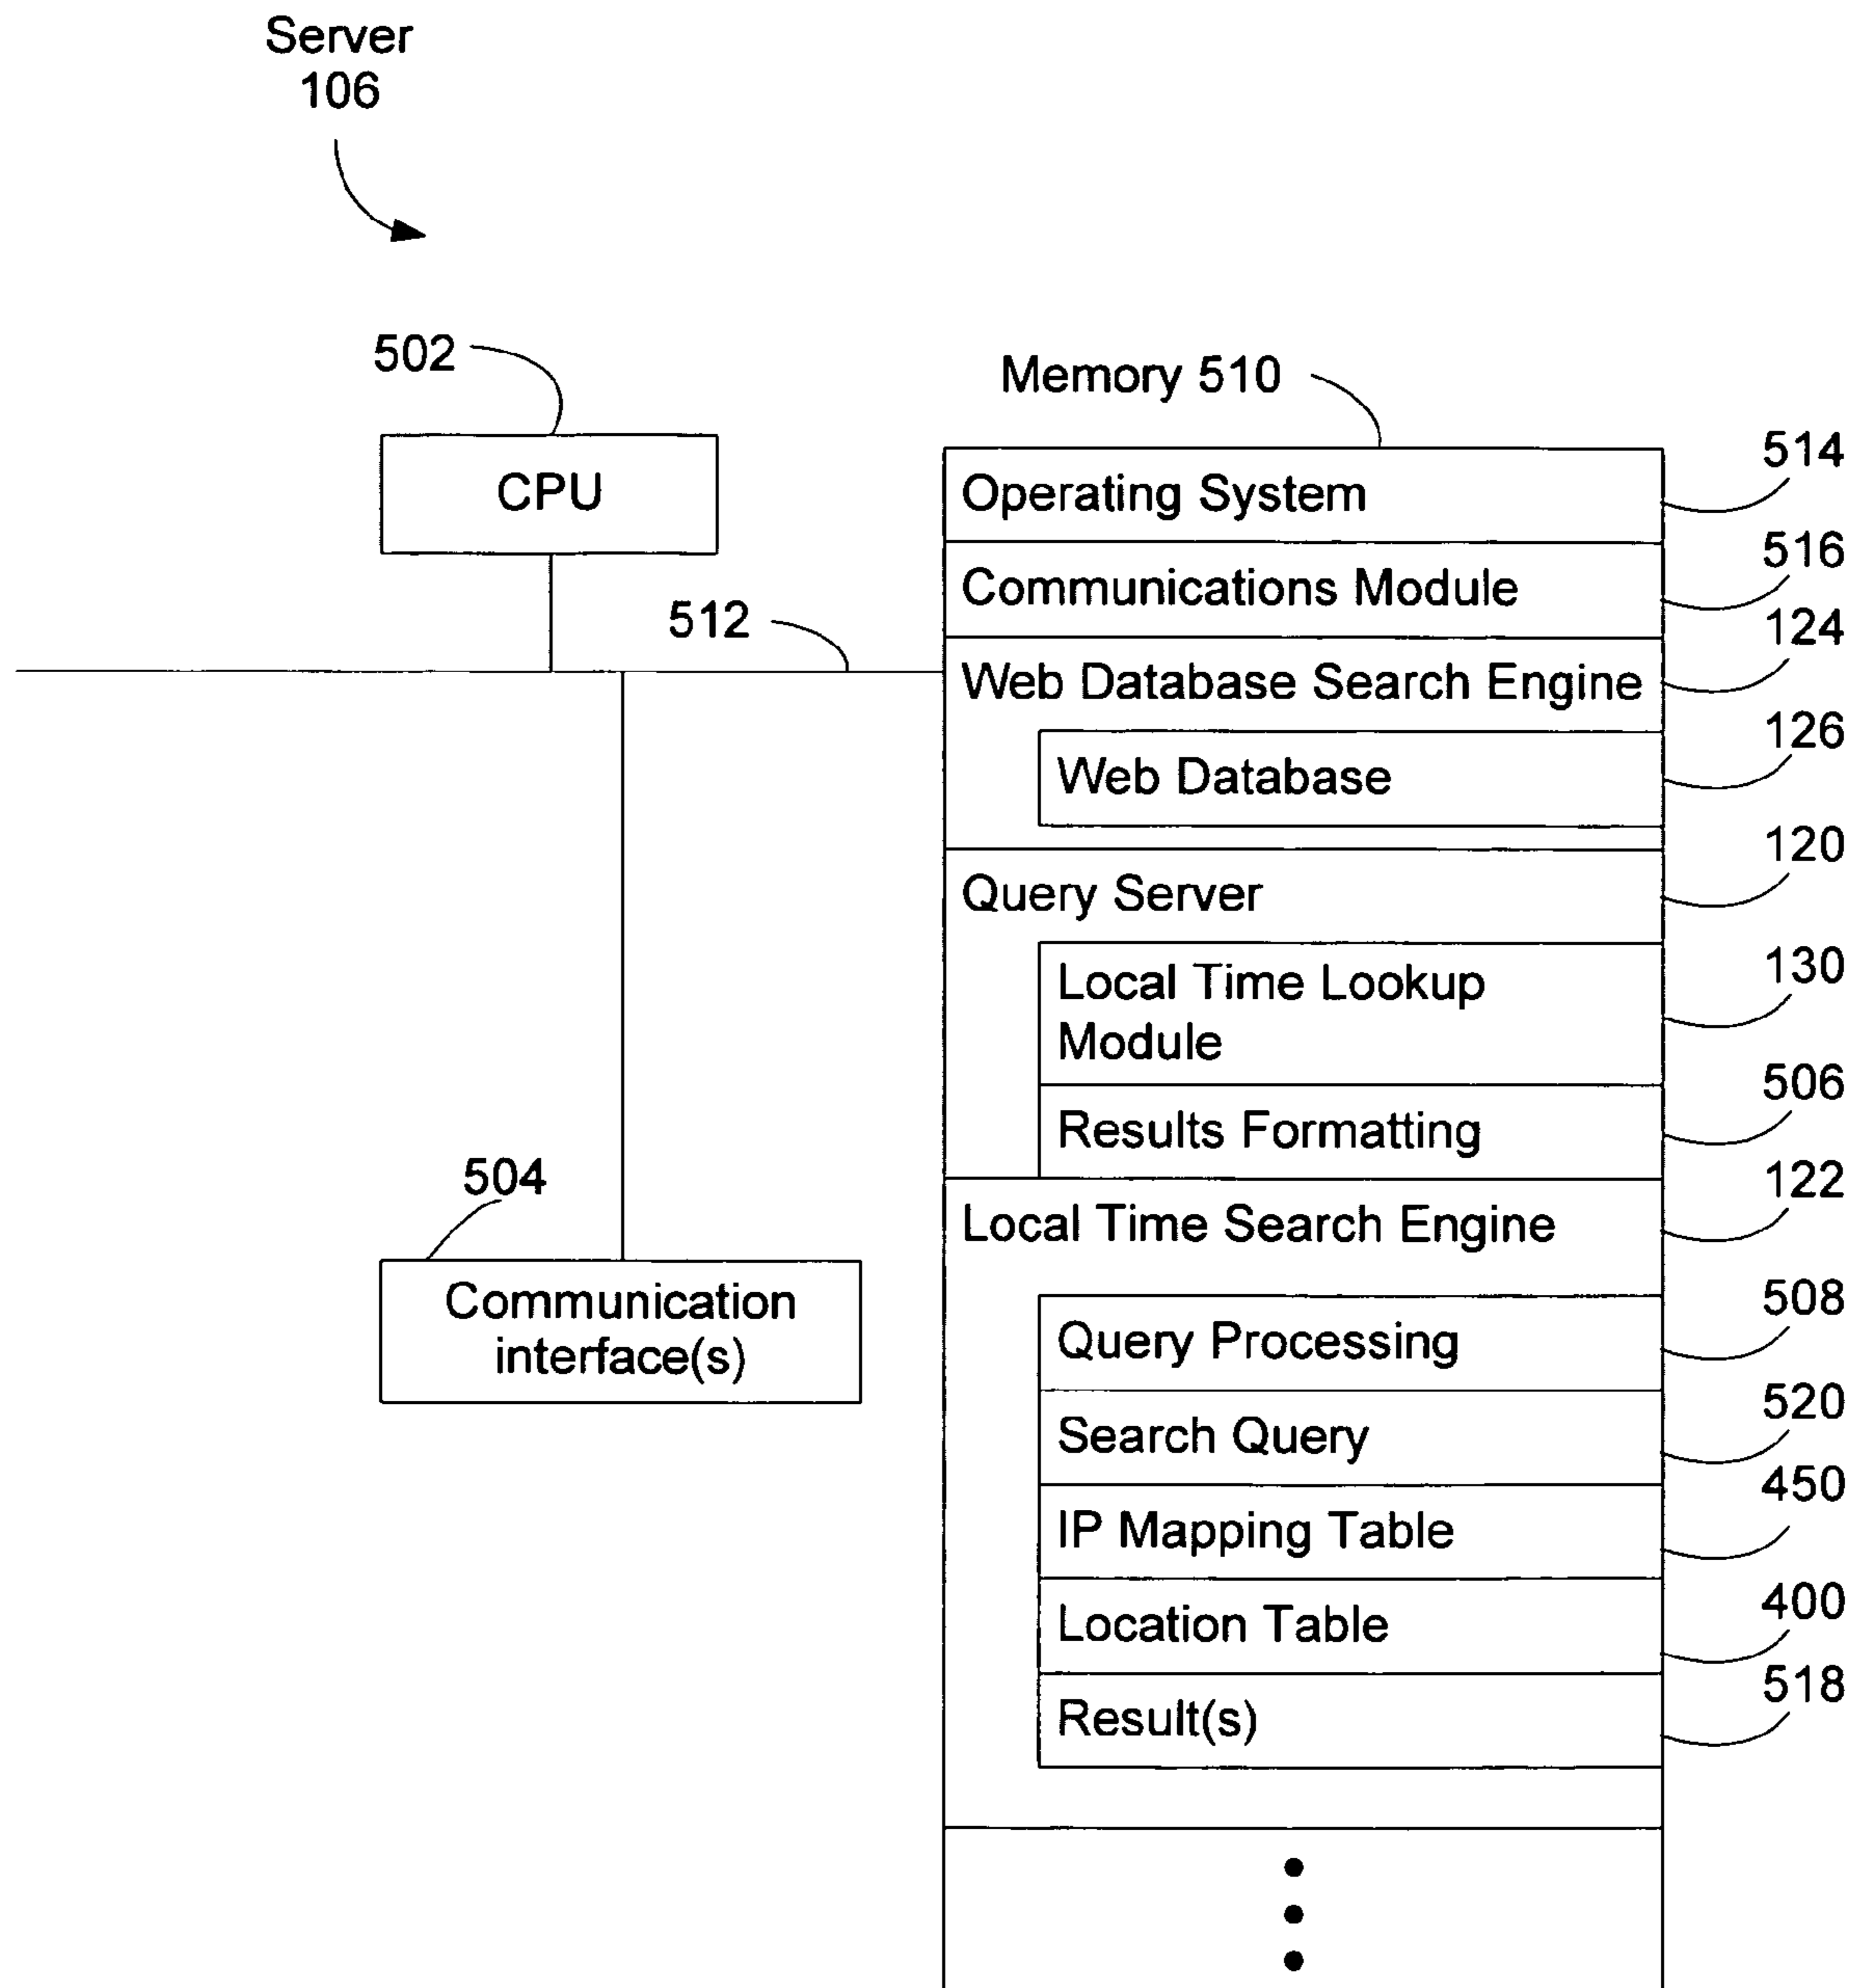 Server
106
502
Memory 510
514
CPU
Operating System
516
Communications Module
512
124
Web Database Search Engine
126
Web Database
120
Query Server
130
Local Time Lookup
Module
506
Results Formatting
504
122
Local Time Search Engine
Communication
interface(s)
508
Query Processing
520
Search Query
450
IP Mapping Table
400
Location Table
518
Result(s)